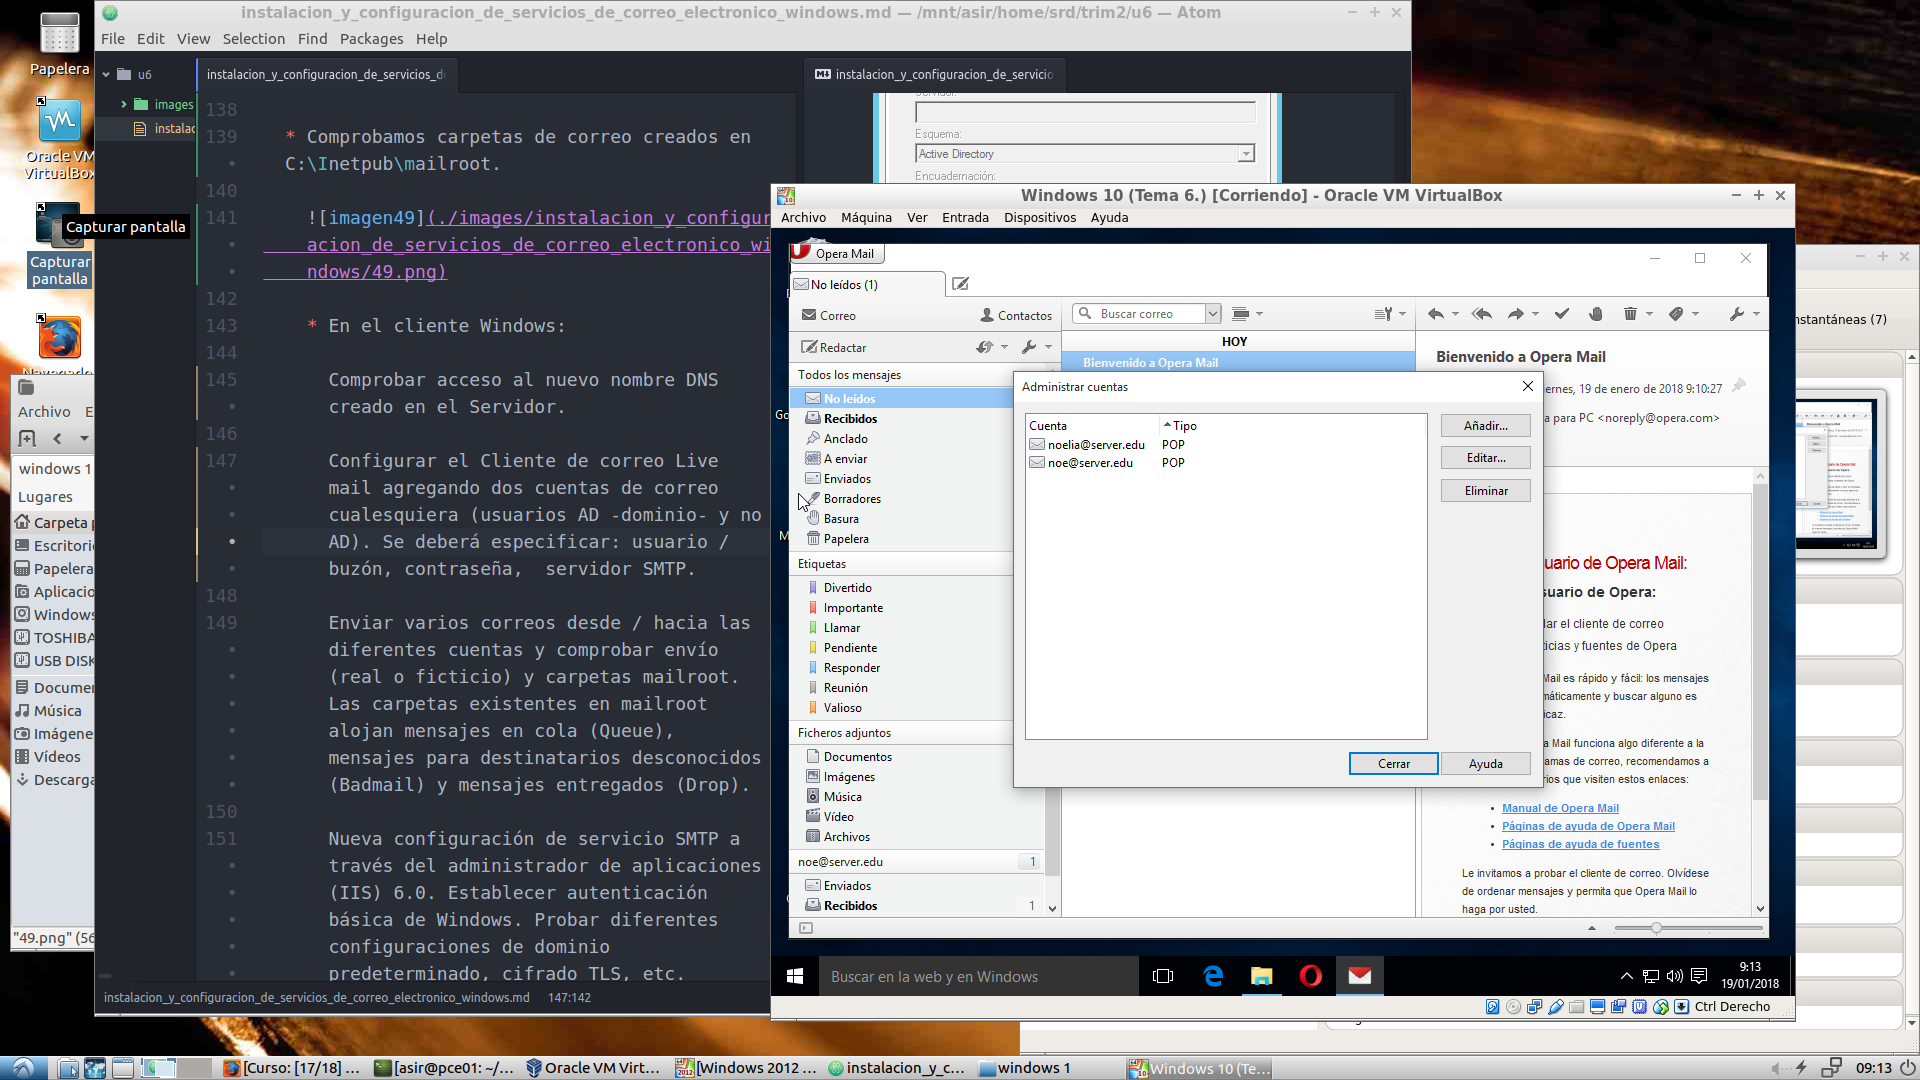 instalacion_y_configuracion_de_servicios_de_correo_electronico_windows.md — /mnt/asir/home/srd/trim2/u6 — Atom
File Edit View Selection Find Packages Help
Papelera
Oracle VM
VirtualBox
Capturar pantalla
Capturar
pantalla
u6
images
instalac
instalacion_y_configuracion_de_servicios_d
instalacion_y_configuracion_de_servicio
138
139 * Comprobamos carpetas de correo creados en
C:\Inetpub\mailroot.
140
141 ![imagen49](./images/instalacion_y_configur
acion_de_servicios_de_correo_electronico_wi
ndows/49.png)
142
143 * En el cliente Windows:
144
145 Comprobar acceso al nuevo nombre DNS
creado en el Servidor.
146
147 Configurar el Cliente de correo Live
mail agregando dos cuentas de correo
cualesquiera (usuarios AD -dominio- y no
AD). Se deberá especificar: usuario /
buzón, contraseña, servidor SMTP.
148
149 Enviar varios correos desde / hacia las
diferentes cuentas y comprobar envío
(real o ficticio) y carpetas mailroot.
Las carpetas existentes en mailroot
alojan mensajes en cola (Queue),
mensajes para destinatarios desconocidos
(Badmail) y mensajes entregados (Drop).
150
151 Nueva configuración de servicio SMTP a
través del administrador de aplicaciones
(IIS) 6.0. Establecer autenticación
básica de Windows. Probar diferentes
configuraciones de dominio
predeterminado, cifrado TLS, etc.
instalacion_y_configuracion_de_servicios_de_correo_electronico_windows.md 147:142
Esquema:
Active Directory
Encuadernación:
Archivo E
windows 1
Lugares
Carpeta p
Escritori
Papelera
Aplicacio
Windows
TOSHIBA
USB DISK
Documen
Música
Imágene
Vídeos
Descarga
"49.png" (56
Windows 10 (Tema 6.) [Corriendo] - Oracle VM VirtualBox
Archivo Máquina Ver Entrada Dispositivos Ayuda
Opera Mail
No leídos (1)
Correo
Contactos
Buscar correo
Redactar
Todos los mensajes
No leídos
Recibidos
Anclado
A enviar
Enviados
Borradores
Basura
Papelera
Etiquetas
Divertido
Importante
Llamar
Pendiente
Responder
Reunión
Valioso
Ficheros adjuntos
Documentos
Imágenes
Música
Vídeo
Archivos
noe@server.edu 1
Enviados
Recibidos 1
HOY
Bienvenido a Opera Mail
Administrar cuentas
Cuenta Tipo
noelia@server.edu POP
noe@server.edu POP
Añadir...
Editar...
Eliminar
Cerrar
Ayuda
Bienvenido a Opera Mail
iernes, 19 de enero de 2018 9:10:27
a para PC <noreply@opera.com>
uario de Opera Mail:
suario de Opera:
lar el cliente de correo
ticias y fuentes de Opera
Mail es rápido y fácil: los mensajes
máticamente y buscar alguno es
icaz.
a Mail funciona algo diferente a la
amas de correo, recomendamos a
rios que visiten estos enlaces:
• Manual de Opera Mail
• Páginas de ayuda de Opera Mail
• Páginas de ayuda de fuentes
Le invitamos a probar el cliente de correo. Olvídese
de ordenar mensajes y permita que Opera Mail lo
haga por usted.
Buscar en la web y en Windows
9:13
19/01/2018
Ctrl Derecho
nstantáneas (7)
[Curso: [17/18] ...
[asir@pce01: ~/...
Oracle VM Virt...
[Windows 2012 ...
instalacion_y_c...
windows 1
Windows 10 (Te...
09:13